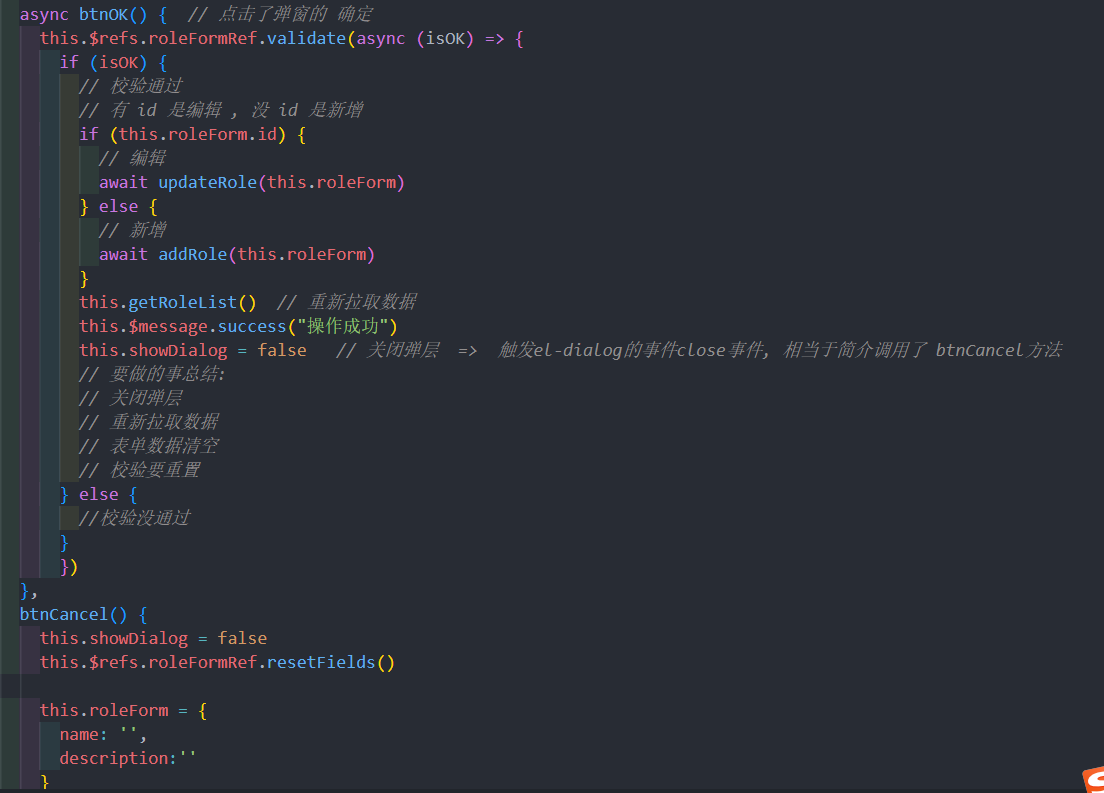 async btnOK() {  // 点击了弹窗的 确定
  this.$refs.roleFormRef.validate(async (isOK) => {
    if (isOK) {
      // 校验通过
      // 有 id 是编辑 , 没 id 是新增
      if (this.roleForm.id) {
        // 编辑
        await updateRole(this.roleForm)
      } else {
        // 新增
        await addRole(this.roleForm)
      }
      this.getRoleList()  // 重新拉取数据
      this.$message.success("操作成功")
      this.showDialog = false   // 关闭弹层  =>  触发el-dialog的事件close事件, 相当于简介调用了 btnCancel方法
      // 要做的事总结:
      // 关闭弹层
      // 重新拉取数据
      // 表单数据清空
      // 校验要重置
    } else {
      //校验没通过
    }
    })
},
btnCancel() {
  this.showDialog = false
  this.$refs.roleFormRef.resetFields()
  this.roleForm = {
    name: '',
    description:''
  }